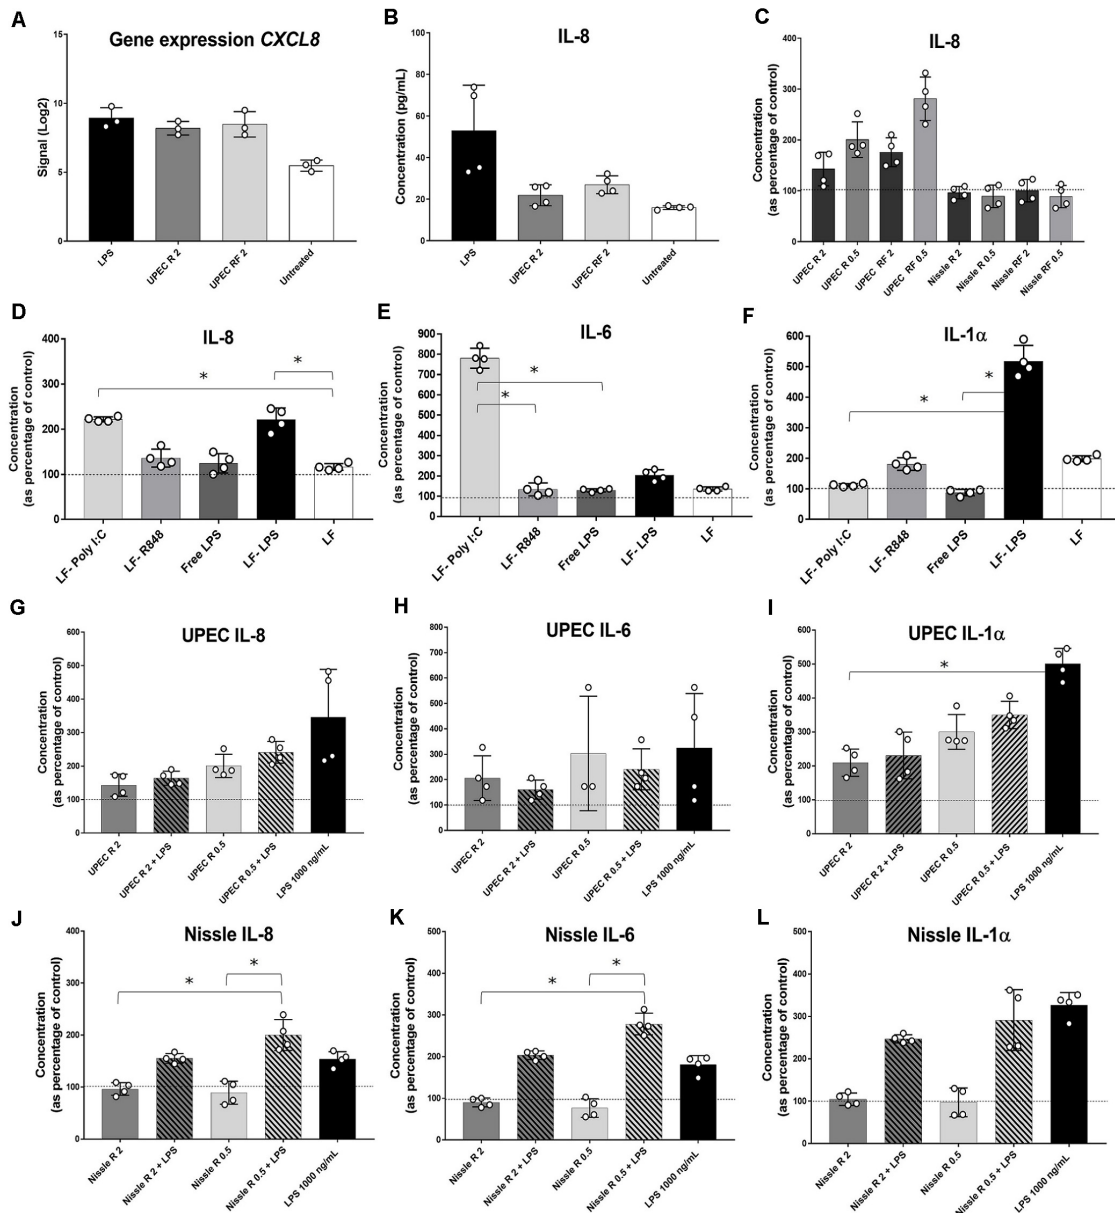 A
Gene expression CXCL8
Signal (Log2)
15
10
5
0
LPS
UPEC R 2
UPEC RF 2
Untreated
B
IL-8
Concentration (pg/mL)
100
80
60
40
20
0
LPS
UPEC R 2
UPEC RF 2
Untreated
C
IL-8
Concentration
(as percentage of control)
400
300
200
100
0
UPEC R 2
UPEC R 0.5
UPEC RF 2
UPEC RF 0.5
Nissle R 2
Nissle R 0.5
Nissle RF 2
Nissle RF 0.5
D
IL-8
Concentration
(as percentage of control)
400
300
200
100
0
*
*
LF- Poly I:C
LF- R848
Free LPS
LF- LPS
LF
E
IL-6
Concentration
(as percentage of control)
900
800
700
600
500
400
300
200
100
0
*
*
LF- Poly I:C
LF- R848
Free LPS
LF- LPS
LF
F
IL-1α
Concentration
(as percentage of control)
600
500
400
300
200
100
0
*
*
LF- Poly I:C
LF- R848
Free LPS
LF- LPS
LF
G
UPEC IL-8
Concentration
(as percentage of control)
600
500
400
300
200
100
0
UPEC R 2
UPEC R 2 + LPS
UPEC R 0.5
UPEC R 0.5 + LPS
LPS 1000 ng/mL
H
UPEC IL-6
Concentration
(as percentage of control)
800
700
600
500
400
300
200
100
0
UPEC R 2
UPEC R 2 + LPS
UPEC R 0.5
UPEC R 0.5 + LPS
LPS 1000 ng/mL
I
UPEC IL-1α
Concentration
(as percentage of control)
600
500
400
300
200
100
0
*
UPEC R 2
UPEC R 2 + LPS
UPEC R 0.5
UPEC R 0.5 + LPS
LPS 1000 ng/mL
J
Nissle IL-8
Concentration
(as percentage of control)
400
300
200
100
0
*
*
Nissle R 2
Nissle R 2 + LPS
Nissle R 0.5
Nissle R 0.5 + LPS
LPS 1000 ng/mL
K
Nissle IL-6
Concentration
(as percentage of control)
500
400
300
200
100
0
*
*
Nissle R 2
Nissle R 2 + LPS
Nissle R 0.5
Nissle R 0.5 + LPS
LPS 1000 ng/mL
L
Nissle IL-1α
Concentration
(as percentage of control)
500
400
300
200
100
0
Nissle R 2
Nissle R 2 + LPS
Nissle R 0.5
Nissle R 0.5 + LPS
LPS 1000 ng/mL